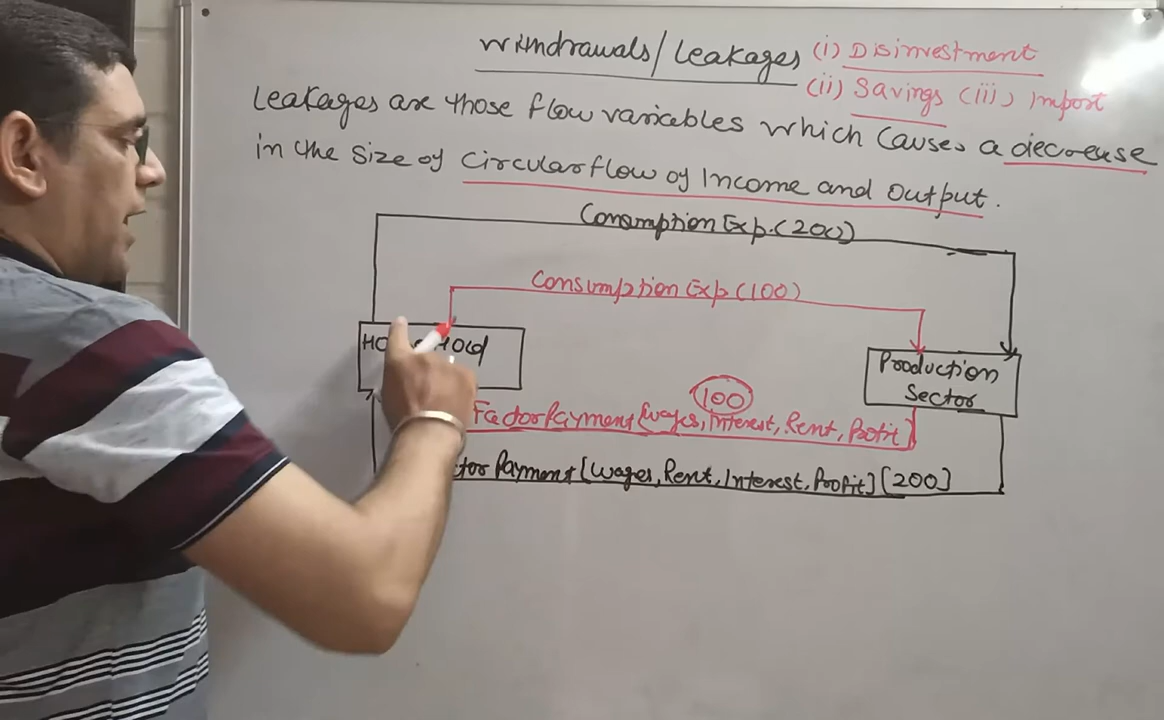 Withdrawals/Leakages (i) Disinvestment
(ii) Savings (iii) Import
Leakages are those flow variables which causes a decrease
in the size of circular flow of Income and output.
Consumption Exp. (200)
Consumption Exp (100)
Production
Sector
100
Factor Payment [wages, Interest, Rent, Profit]
Payment [wages, Rent, Interest, Profit] [200]